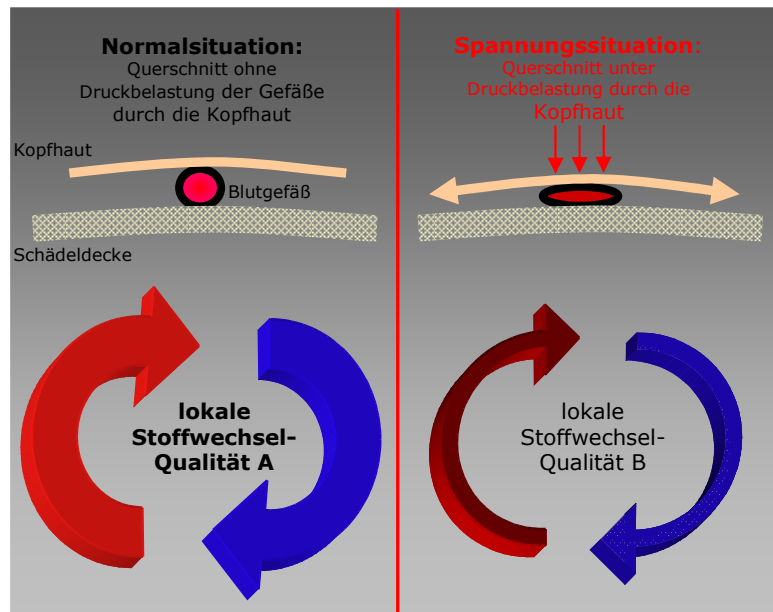 Normalsituation:
Querschnitt ohne
Druckbelastung der Gefäße
durch die Kopfhaut
Kopfhaut
Blutgefäß
Schädeldecke
lokale
Stoffwechsel-
Qualität A
Spannungssituation:
Querschnitt unter
Druckbelastung durch die
Kopfhaut
lokale
Stoffwechsel-
Qualität B